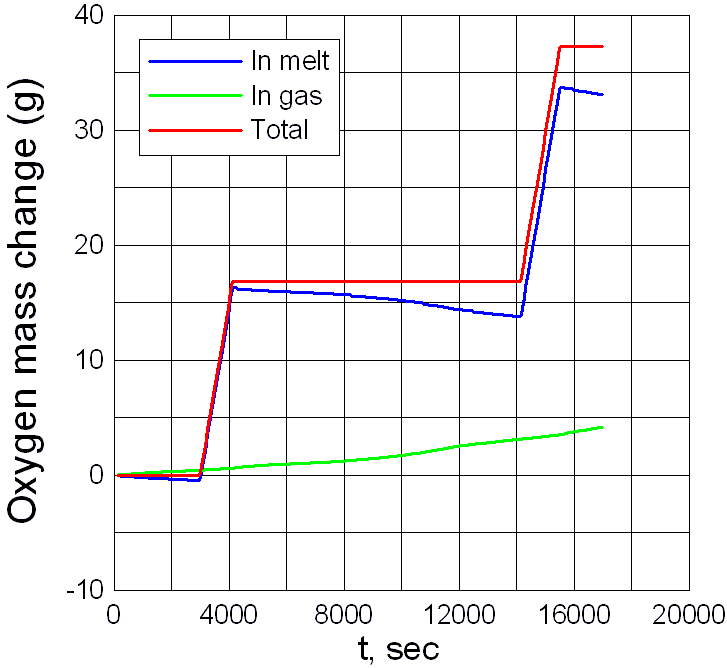 40
In melt
In gas
Total
30
20
10
0
-10
0 4000 8000 12000 16000 20000
t, sec
Oxygen mass change (g)